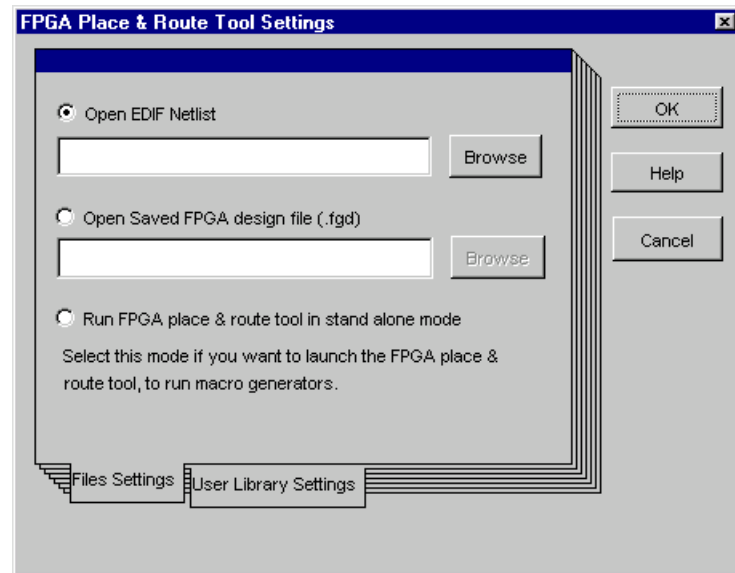 FPGA Place & Route Tool Settings
Open EDIF Netlist
Browse
OK
Help
Open Saved FPGA design file (.fgd)
Browse
Cancel
Run FPGA place & route tool in stand alone mode
Select this mode if you want to launch the FPGA place &
route tool, to run macro generators.
Files Settings
User Library Settings